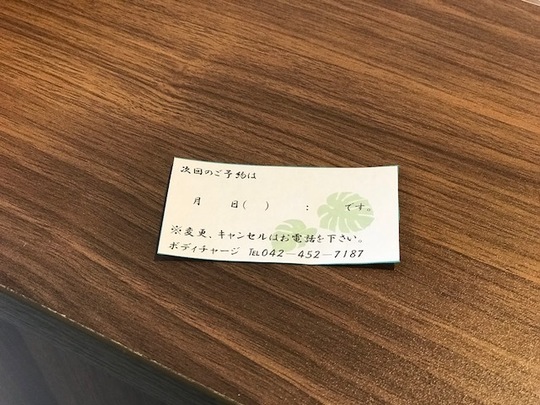 次回のご予約は
月 日( ) : です。
※変更、キャンセルはお電話を下さい。
ボディチャージ TEL042-452-7187